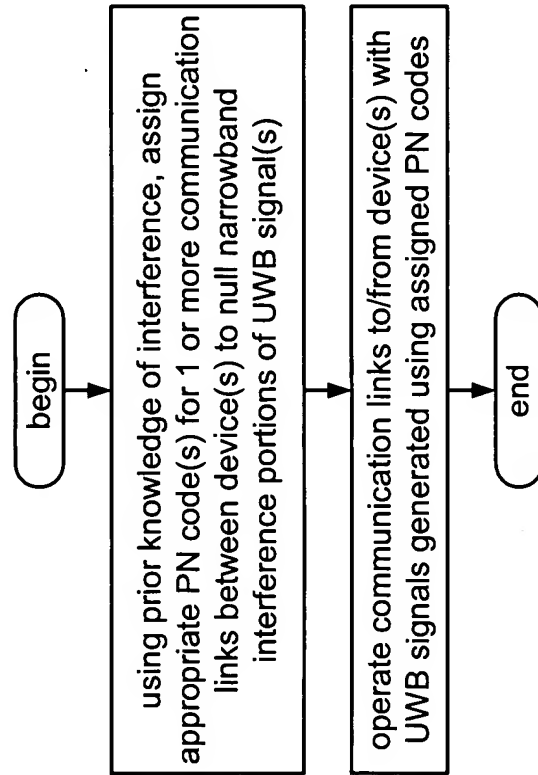 begin
using prior knowledge of interference, assign
appropriate PN code(s) for 1 or more communication
links between device(s) to null narrowband
interference portions of UWB signal(s)
operate communication links to/from device(s) with
UWB signals generated using assigned PN codes
end